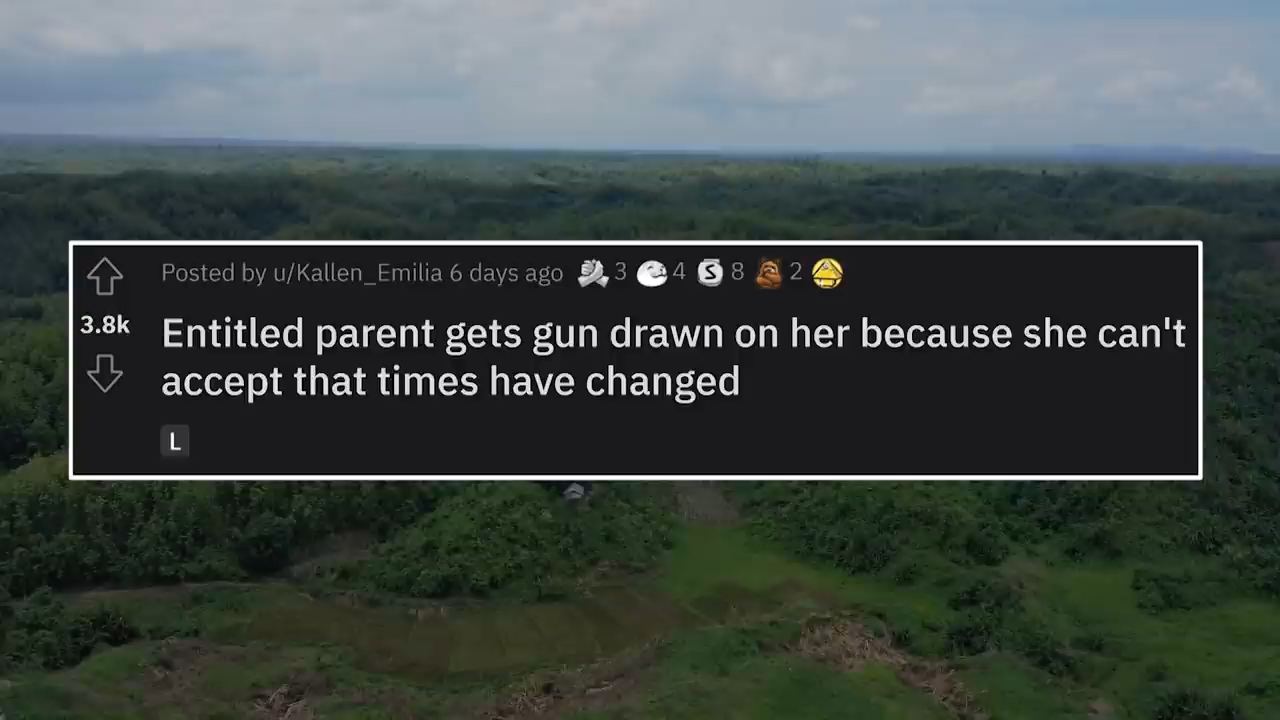 Posted by u/Kallen_Emilia 6 days ago 3 4 S 8 2
3.8k
Entitled parent gets gun drawn on her because she can't
accept that times have changed
L